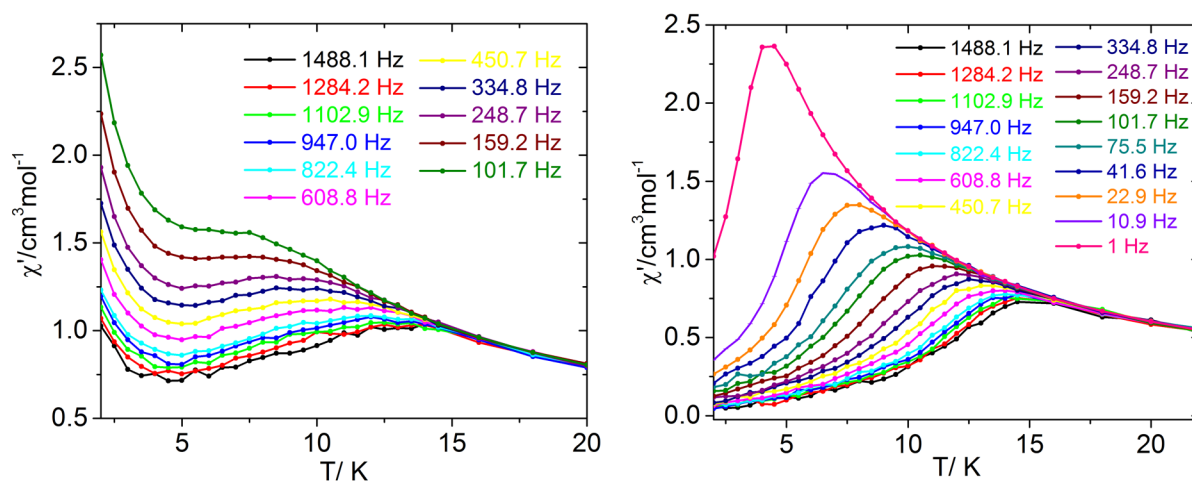 2.5
2.0
1.5
1.0
0.5
χ'/cm³mol⁻¹
1488.1 Hz
1284.2 Hz
1102.9 Hz
947.0 Hz
822.4 Hz
608.8 Hz
450.7 Hz
334.8 Hz
248.7 Hz
159.2 Hz
101.7 Hz
5
10
15
20
T/ K
2.5
2.0
1.5
1.0
0.5
0.0
χ'/cm³mol⁻¹
1488.1 Hz
1284.2 Hz
1102.9 Hz
947.0 Hz
822.4 Hz
608.8 Hz
450.7 Hz
334.8 Hz
248.7 Hz
159.2 Hz
101.7 Hz
75.5 Hz
41.6 Hz
22.9 Hz
10.9 Hz
1 Hz
5
10
15
20
T/ K